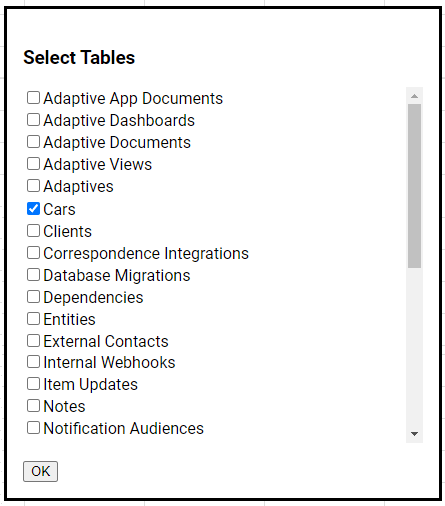 Select Tables
Adaptive App Documents
Adaptive Dashboards
Adaptive Documents
Adaptive Views
Adaptives
Cars
Clients
Correspondence Integrations
Database Migrations
Dependencies
Entities
External Contacts
Internal Webhooks
Item Updates
Notes
Notification Audiences
OK